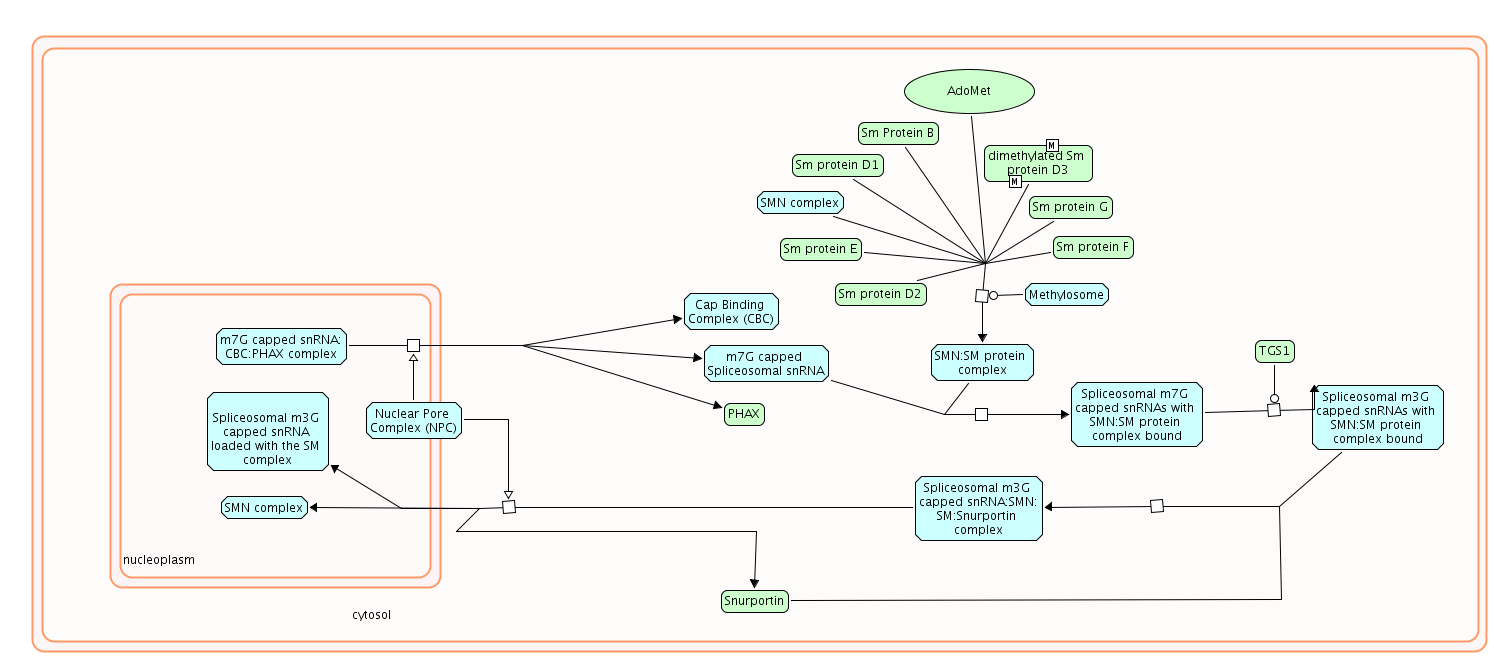 AdoMet
Sm Protein B
M
dimethylated Sm
protein D3
M
Sm protein D1
SMN complex
Sm protein G
Sm protein E
Sm protein F
Sm protein D2
Methylosome
Cap Binding
Complex (CBC)
m7G capped snRNA:
CBC:PHAX complex
m7G capped
Spliceosomal snRNA
SMN:SM protein
complex
TGS1
PHAX
Nuclear Pore
Complex (NPC)
Spliceosomal m7G
capped snRNAs with
SMN:SM protein
complex bound
Spliceosomal m3G
capped snRNAs with
SMN:SM protein
complex bound
Spliceosomal m3G
capped snRNA
loaded with the SM
complex
SMN complex
Spliceosomal m3G
capped snRNA:SMN:
SM:Snurportin
complex
nucleoplasm
Snurportin
cytosol